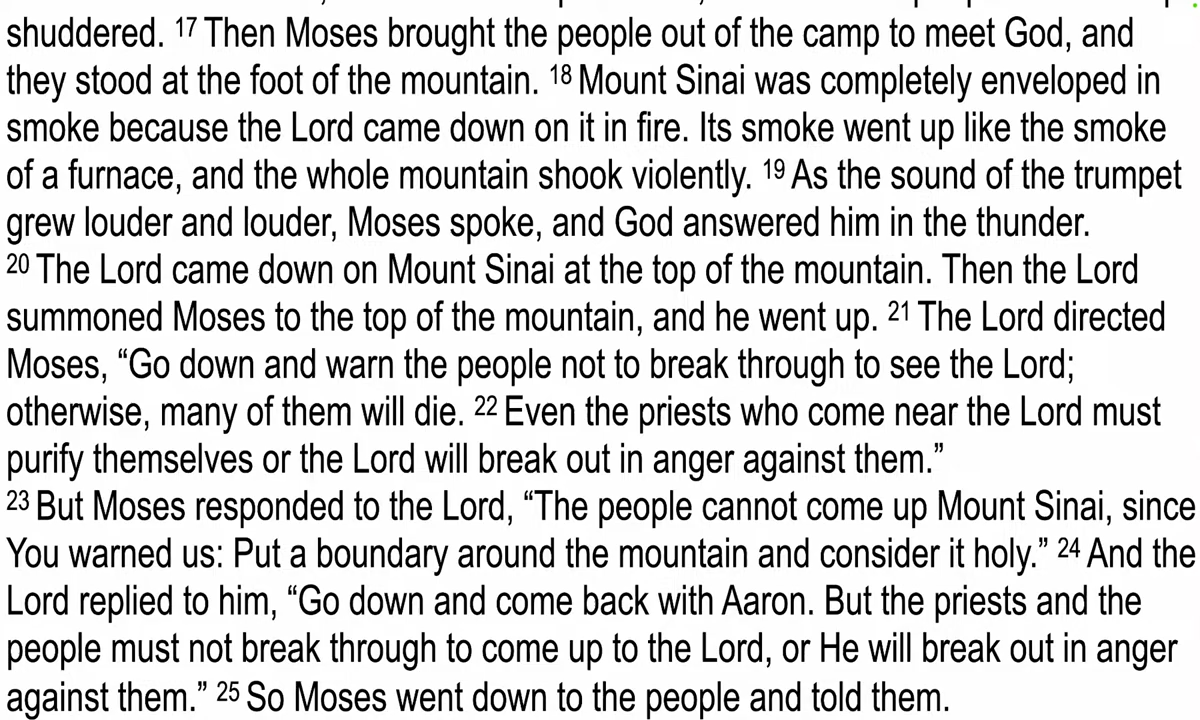 shuddered. 17 Then Moses brought the people out of the camp to meet God, and
they stood at the foot of the mountain. 18 Mount Sinai was completely enveloped in
smoke because the Lord came down on it in fire. Its smoke went up like the smoke
of a furnace, and the whole mountain shook violently. 19 As the sound of the trumpet
grew louder and louder, Moses spoke, and God answered him in the thunder.
20 The Lord came down on Mount Sinai at the top of the mountain. Then the Lord
summoned Moses to the top of the mountain, and he went up. 21 The Lord directed
Moses, “Go down and warn the people not to break through to see the Lord;
otherwise, many of them will die. 22 Even the priests who come near the Lord must
purify themselves or the Lord will break out in anger against them.”
23 But Moses responded to the Lord, “The people cannot come up Mount Sinai, since
You warned us: Put a boundary around the mountain and consider it holy.” 24 And the
Lord replied to him, “Go down and come back with Aaron. But the priests and the
people must not break through to come up to the Lord, or He will break out in anger
against them.” 25 So Moses went down to the people and told them.